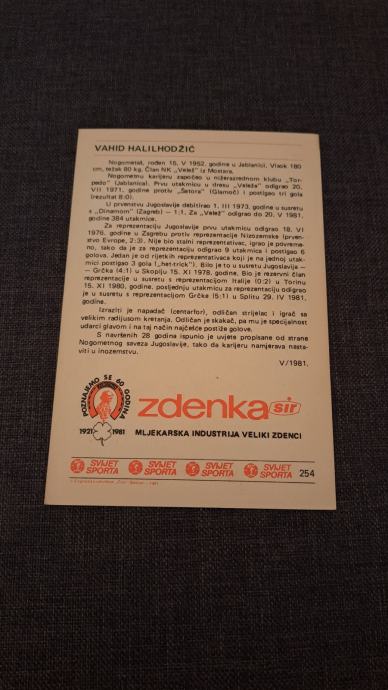 VAHID HALILHODŽIĆ
Nogometaš, rođen 15. V 1952. godine u Jablanici. Visok 180
cm, težak 80 kg. Član NK „Velež” iz Mostara.
Nogometnu karijeru započeo u nižerazrednom klubu „Tor-
pedo” (Jablanica). Prvu utakmicu u dresu „Veleža” odigrao 20.
VII 1971. godine protiv „Šatora” (Glamoč) i postigao tri gola
(rezultat 8:0).
U prvenstvu Jugoslavije debitirao 1. III 1973. godine u susretu
s „Dinamom” (Zagreb) — 1:1. Za „Velež” odigrao do 20. V 1981.
godine 384 utakmice.
Za reprezentaciju Jugoslavije prvu utakmicu odigrao 18. VI
1976. godine u Zagrebu protiv reprezentacije Nizozemske (prven-
stvo Evrope, 2:3). Nije bio stalni reprezentativac, igrao je povreme-
no, tako da je za reprezentaciju odigrao 9 utakmica i postigao 6
golova. Jedan je od rijetkih reprezentativaca koji je na jednoj utak-
mici postigao 3 gola („het-trick”). Bilo je to u susretu Jugoslavija —
— Grčka (4:1) u Skoplju 15. XI 1978. godine. Bio je rezervni član
reprezentacije u susretu s reprezentacijom Italije (0:2) u Torinu
15. XI 1980. godine, posljednju utakmicu za reprezentaciju odigrao
je u susretu s reprezentacijom Grčke (5:1) u Splitu 29. IV 1981.
godine.
Izraziti je napadač (centarfor), odličan strijelac i igrač sa
velikim radijusom kretanja. Odličan je skakač, pa mu je specijalnost
udarci glavom i na taj način najčešće postiže golove.
S navršenih 28 godina ispunio je uvjete propisane od strane
Nogometnog saveza Jugoslavije, tako da karijeru namjerava nasta-
viti u inozemstvu.
V/1981.
POZNAJEMO SE 60 GODINA
1921 1981
zdenka sir
MLJEKARSKA INDUSTRIJA VELIKI ZDENCI
SVIJET SPORTA SVIJET SPORTA SVIJET SPORTA SVIJET SPORTA 254